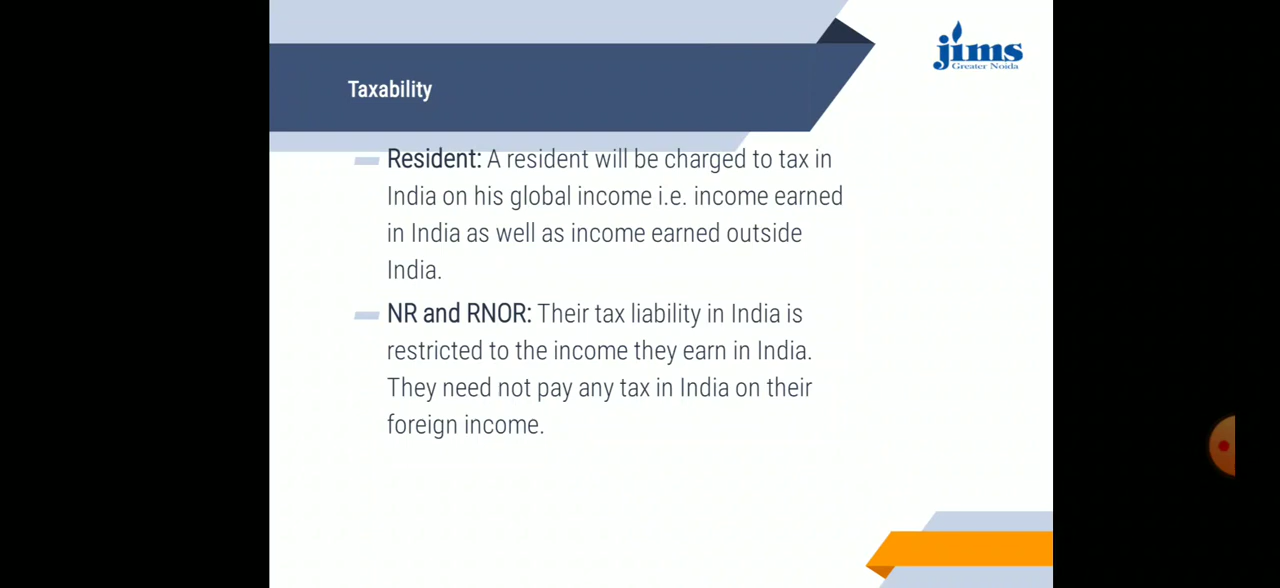 jims
Greater Noida
Taxability
Resident: A resident will be charged to tax in
India on his global income i.e. income earned
in India as well as income earned outside
India.
NR and RNOR: Their tax liability in India is
restricted to the income they earn in India.
They need not pay any tax in India on their
foreign income.